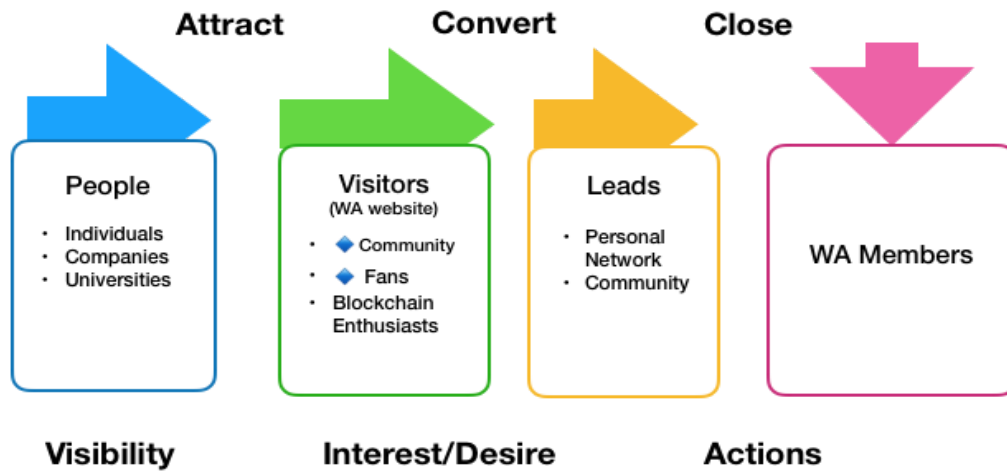 Attract
Convert
Close
People
• Individuals
• Companies
• Universities
Visitors
(WA website)
• 🔷 Community
• 🔷 Fans
• Blockchain
Enthusiasts
Leads
• Personal
Network
• Community
WA Members
Visibility
Interest/Desire
Actions